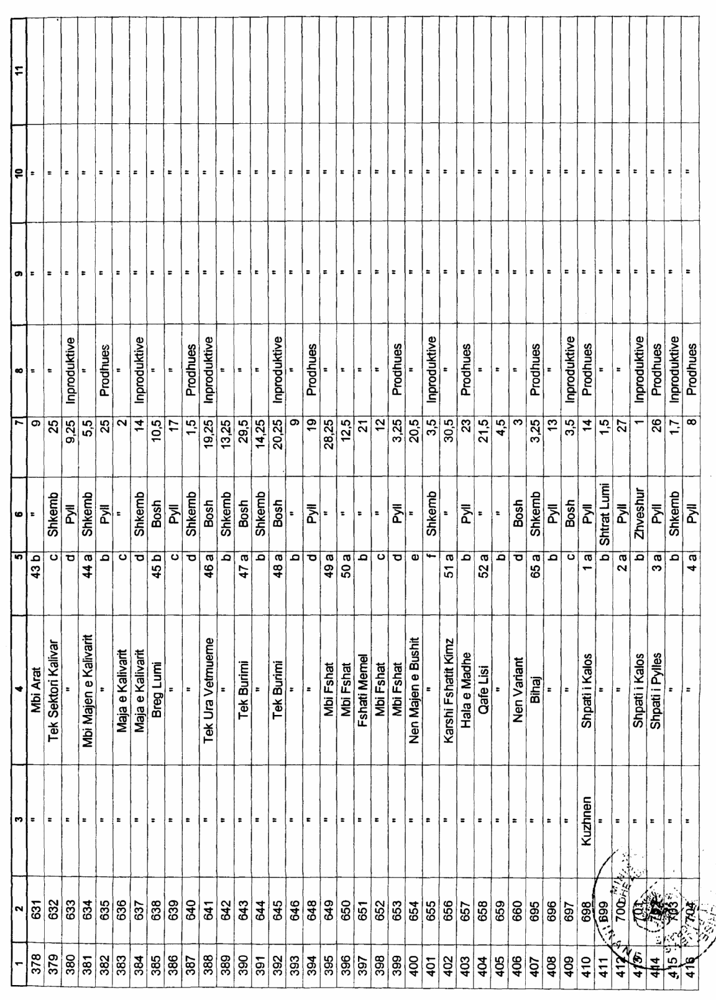 1 2 3 4 5 6 7 8 9 10 11
378 631 " Mbi Arat 43 b " 9 " " "
379 632 " Tek Sektori Kalivar c Shkemb 25 " " "
380 633 " " d Pyll 9,25 Inproduktive " "
381 634 " Mbi Majen e Kalivarit 44 a Shkemb 5,5 " " "
382 635 " " b Pyll 25 Prodhues " "
383 636 " Maja e Kalivarit c " 2 " " "
384 637 " Maja e Kalivarit d Shkemb 14 Inproduktive " "
385 638 " Breg Lumi 45 b Bosh 10,5 " " "
386 639 " " c Pyll 17 " " "
387 640 " " d Shkemb 1,5 Prodhues " "
388 641 " Tek Ura Vetmueme 46 a Bosh 19,25 Inproduktive " "
389 642 " " b Shkemb 13,25 " " "
390 643 " Tek Burimi 47 a Bosh 29,5 " " "
391 644 " " b Shkemb 14,25 " " "
392 645 " Tek Burimi 48 a Bosh 20,25 Inproduktive " "
393 646 " " b " 9 " " "
394 648 " " d Pyll 19 Prodhues " "
395 649 " Mbi Fshat 49 a " 28,25 " " "
396 650 " Mbi Fshat 50 a " 12,5 " " "
397 651 " Fshati Memel b " 21 " " "
398 652 " Mbi Fshat c " 12 " " "
399 653 " Mbi Fshat d Pyll 3,25 Prodhues " "
400 654 " Nen Majen e Bushit e " 20,5 " " "
401 655 " " f Shkemb 3,5 Inproduktive " "
402 656 " Karshi Fshatit Kimz 51 a " 30,5 " " "
403 657 " Hala e Madhe b Pyll 23 Prodhues " "
404 658 " Qafe Lisi 52 a " 21,5 " " "
405 659 " " b " 4,5 " " "
406 660 " Nen Variant d Bosh 3 " " "
407 695 " Bihaj 65 a Shkemb 3,25 Prodhues " "
408 696 " " b Pyll 13 " " "
409 697 " " c Bosh 3,5 Inproduktive " "
410 698 Kuzhnen Shpati i Kalos 1 a Pyll 14 Prodhues " "
411 699 " " b Shtrat Lumi 1,5 " " "
412 700 " " 2 a Pyll 27 " " "
413 701 " Shpati i Kalos b Zhveshur 1 Inproduktive " "
414 702 " Shpati i Pylles 3 a Pyll 26 Prodhues " "
415 703 " " b Shkemb 1,7 Inproduktive " "
416 704 " " 4 a Pyll 8 Prodhues " "
TIRANE